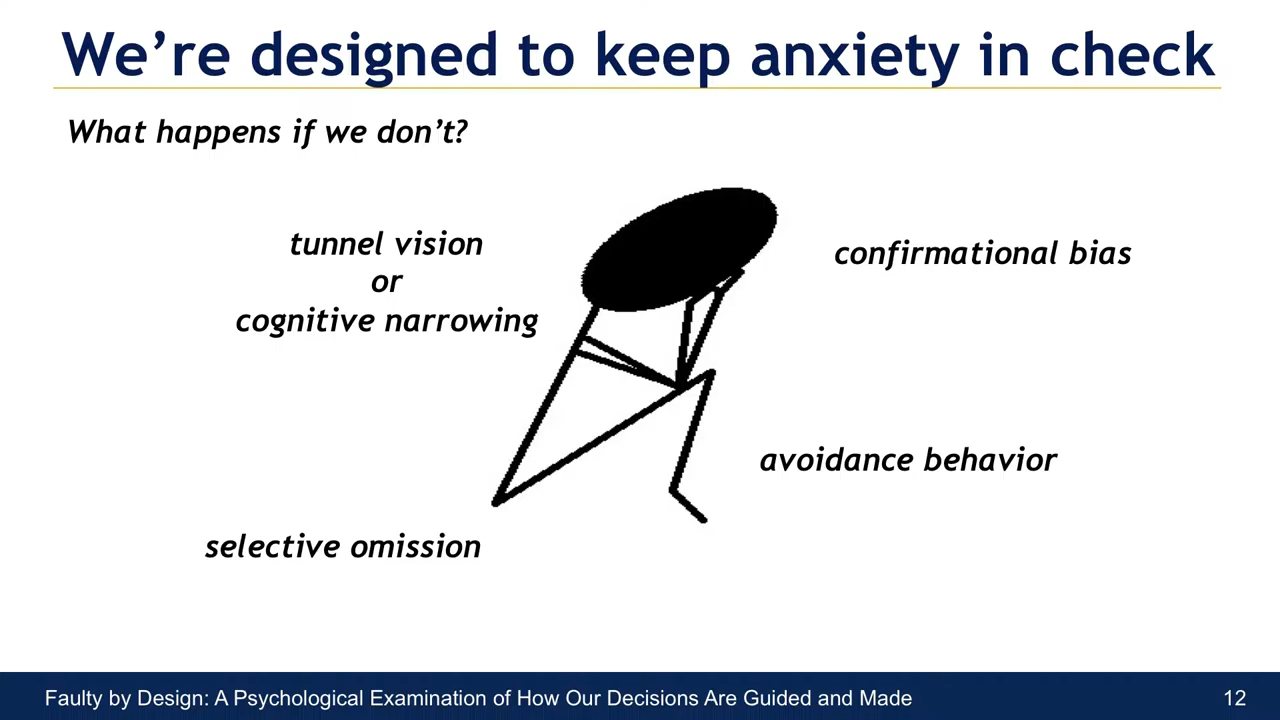 We’re designed to keep anxiety in check
What happens if we don’t?
tunnel vision
or
cognitive narrowing
confirmational bias
avoidance behavior
selective omission
Faulty by Design: A Psychological Examination of How Our Decisions Are Guided and Made
12